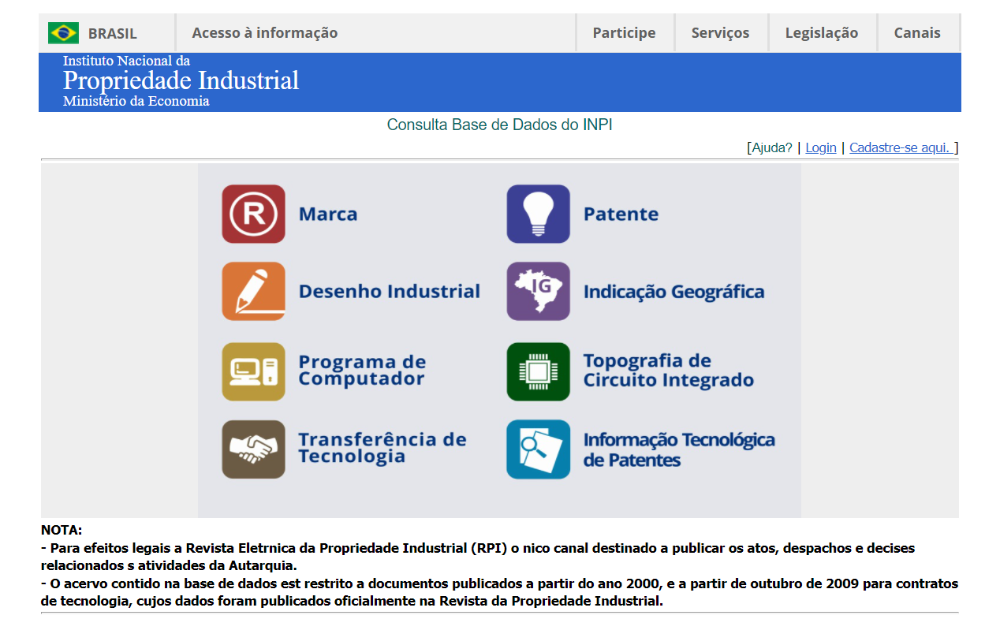 BRASIL
Acesso à informação
Participe
Serviços
Legislação
Canais
Instituto Nacional da
Propriedade Industrial
Ministério da Economia
Consulta Base de Dados do INPI
[Ajuda? | Login | Cadastre-se aqui. ]
R
Marca
Patente
Desenho Industrial
IG
Indicação Geográfica
Programa de
Computador
Topografia de
Circuito Integrado
Transferência de
Tecnologia
Informação Tecnológica
de Patentes
NOTA:
- Para efeitos legais a Revista Eletrnica da Propriedade Industrial (RPI) o nico canal destinado a publicar os atos, despachos e decises
relacionados s atividades da Autarquia.
- O acervo contido na base de dados est restrito a documentos publicados a partir do ano 2000, e a partir de outubro de 2009 para contratos
de tecnologia, cujos dados foram publicados oficialmente na Revista da Propriedade Industrial.